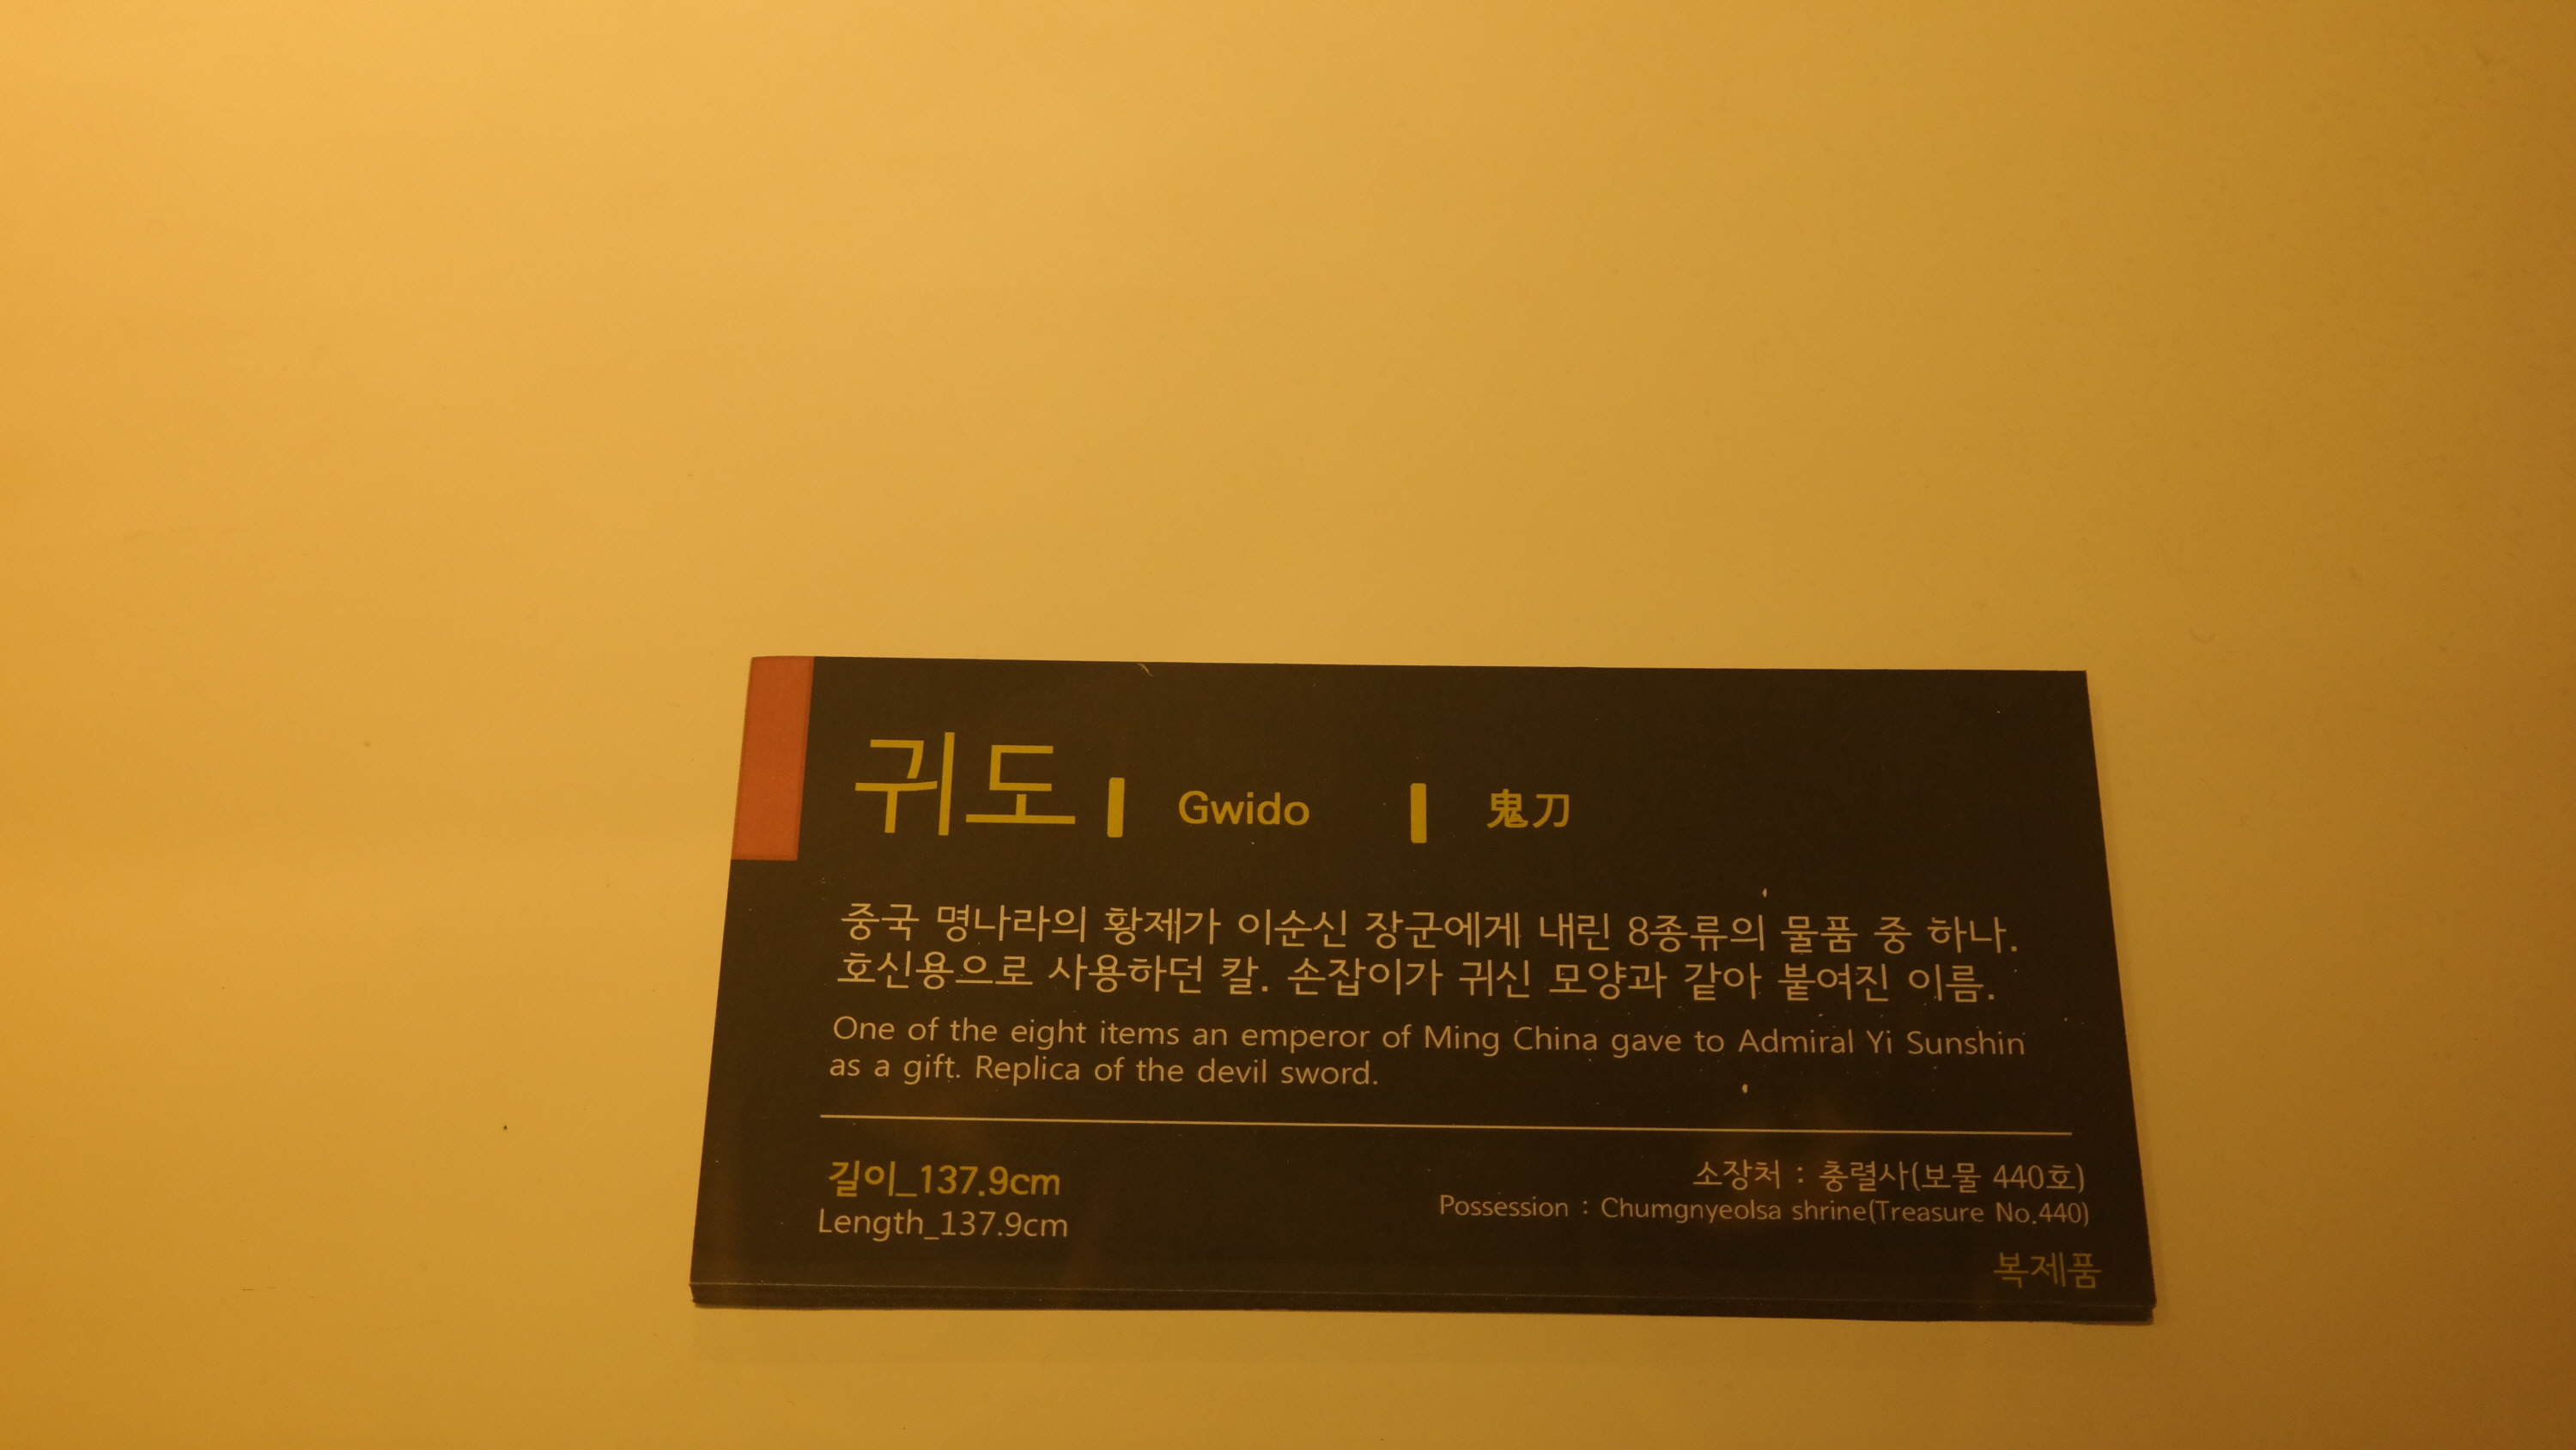 귀도 Gwido 鬼刀
중국 명나라의 황제가 이순신 장군에게 내린 8종류의 물품 중 하나.
호신용으로 사용하던 칼. 손잡이가 귀신 모양과 같아 붙여진 이름.
One of the eight items an emperor of Ming China gave to Admiral Yi Sunshin
as a gift. Replica of the devil sword.
길이_137.9cm
Length_137.9cm
소장처 : 충렬사(보물 440호)
Possession : Chumgnyeolsa shrine(Treasure No.440)
복제품